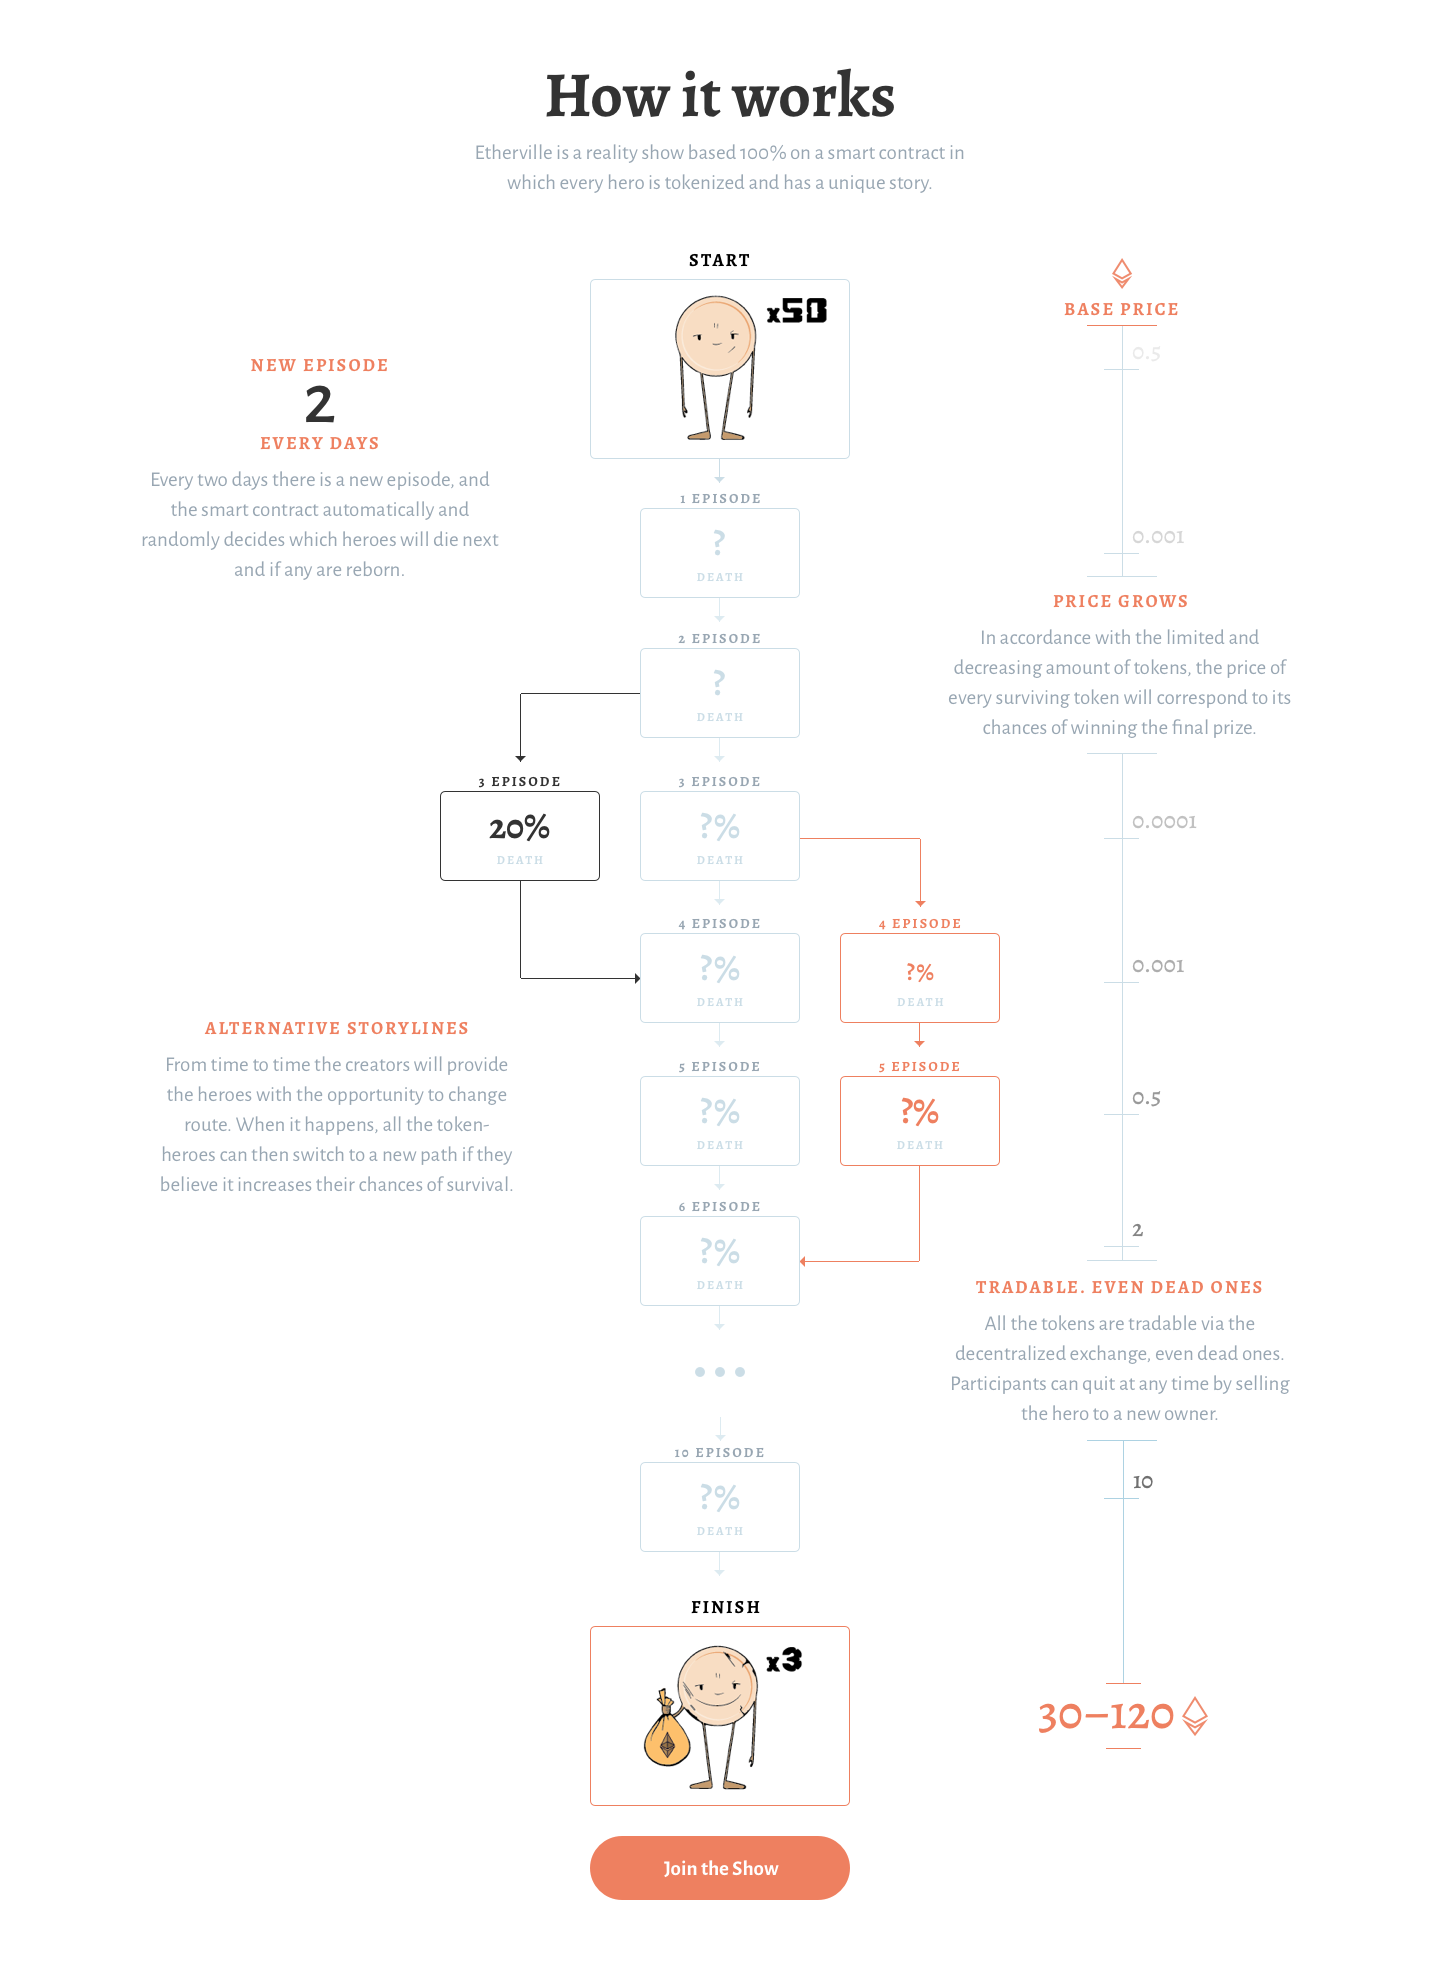 How it works
Etherville is a reality show based 100% on a smart contract in
which every hero is tokenized and has a unique story.
START
x50
BASE PRICE
0.5
NEW EPISODE
2
EVERY DAYS
Every two days there is a new episode, and
the smart contract automatically and
randomly decides which heroes will die next
and if any are reborn.
1 EPISODE
?
DEATH
0.001
PRICE GROWS
In accordance with the limited and
decreasing amount of tokens, the price of
every surviving token will correspond to its
chances of winning the final prize.
2 EPISODE
?
DEATH
3 EPISODE
20%
DEATH
3 EPISODE
?%
DEATH
0.0001
4 EPISODE
?%
DEATH
4 EPISODE
?%
DEATH
0.001
ALTERNATIVE STORYLINES
From time to time the creators will provide
the heroes with the opportunity to change
route. When it happens, all the token-
heroes can then switch to a new path if they
believe it increases their chances of survival.
5 EPISODE
?%
DEATH
5 EPISODE
?%
DEATH
0.5
6 EPISODE
?%
DEATH
2
TRADABLE. EVEN DEAD ONES
All the tokens are tradable via the
decentralized exchange, even dead ones.
Participants can quit at any time by selling
the hero to a new owner.
10 EPISODE
?%
DEATH
10
FINISH
x3
30–120
Join the Show